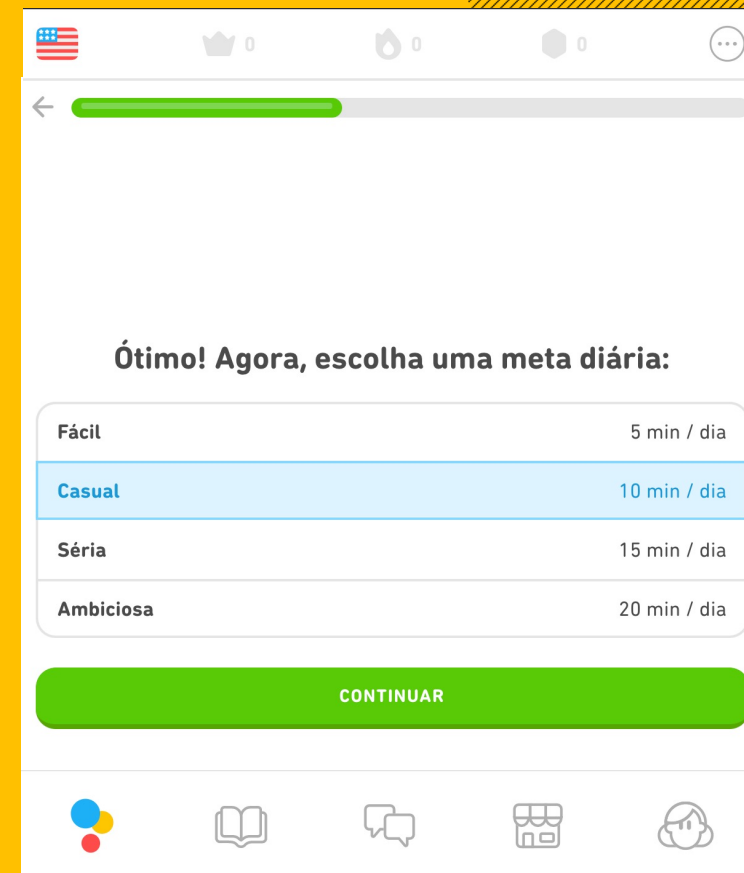 0 0 0
Ótimo! Agora, escolha uma meta diária:
Fácil 5 min / dia
Casual 10 min / dia
Séria 15 min / dia
Ambiciosa 20 min / dia
CONTINUAR